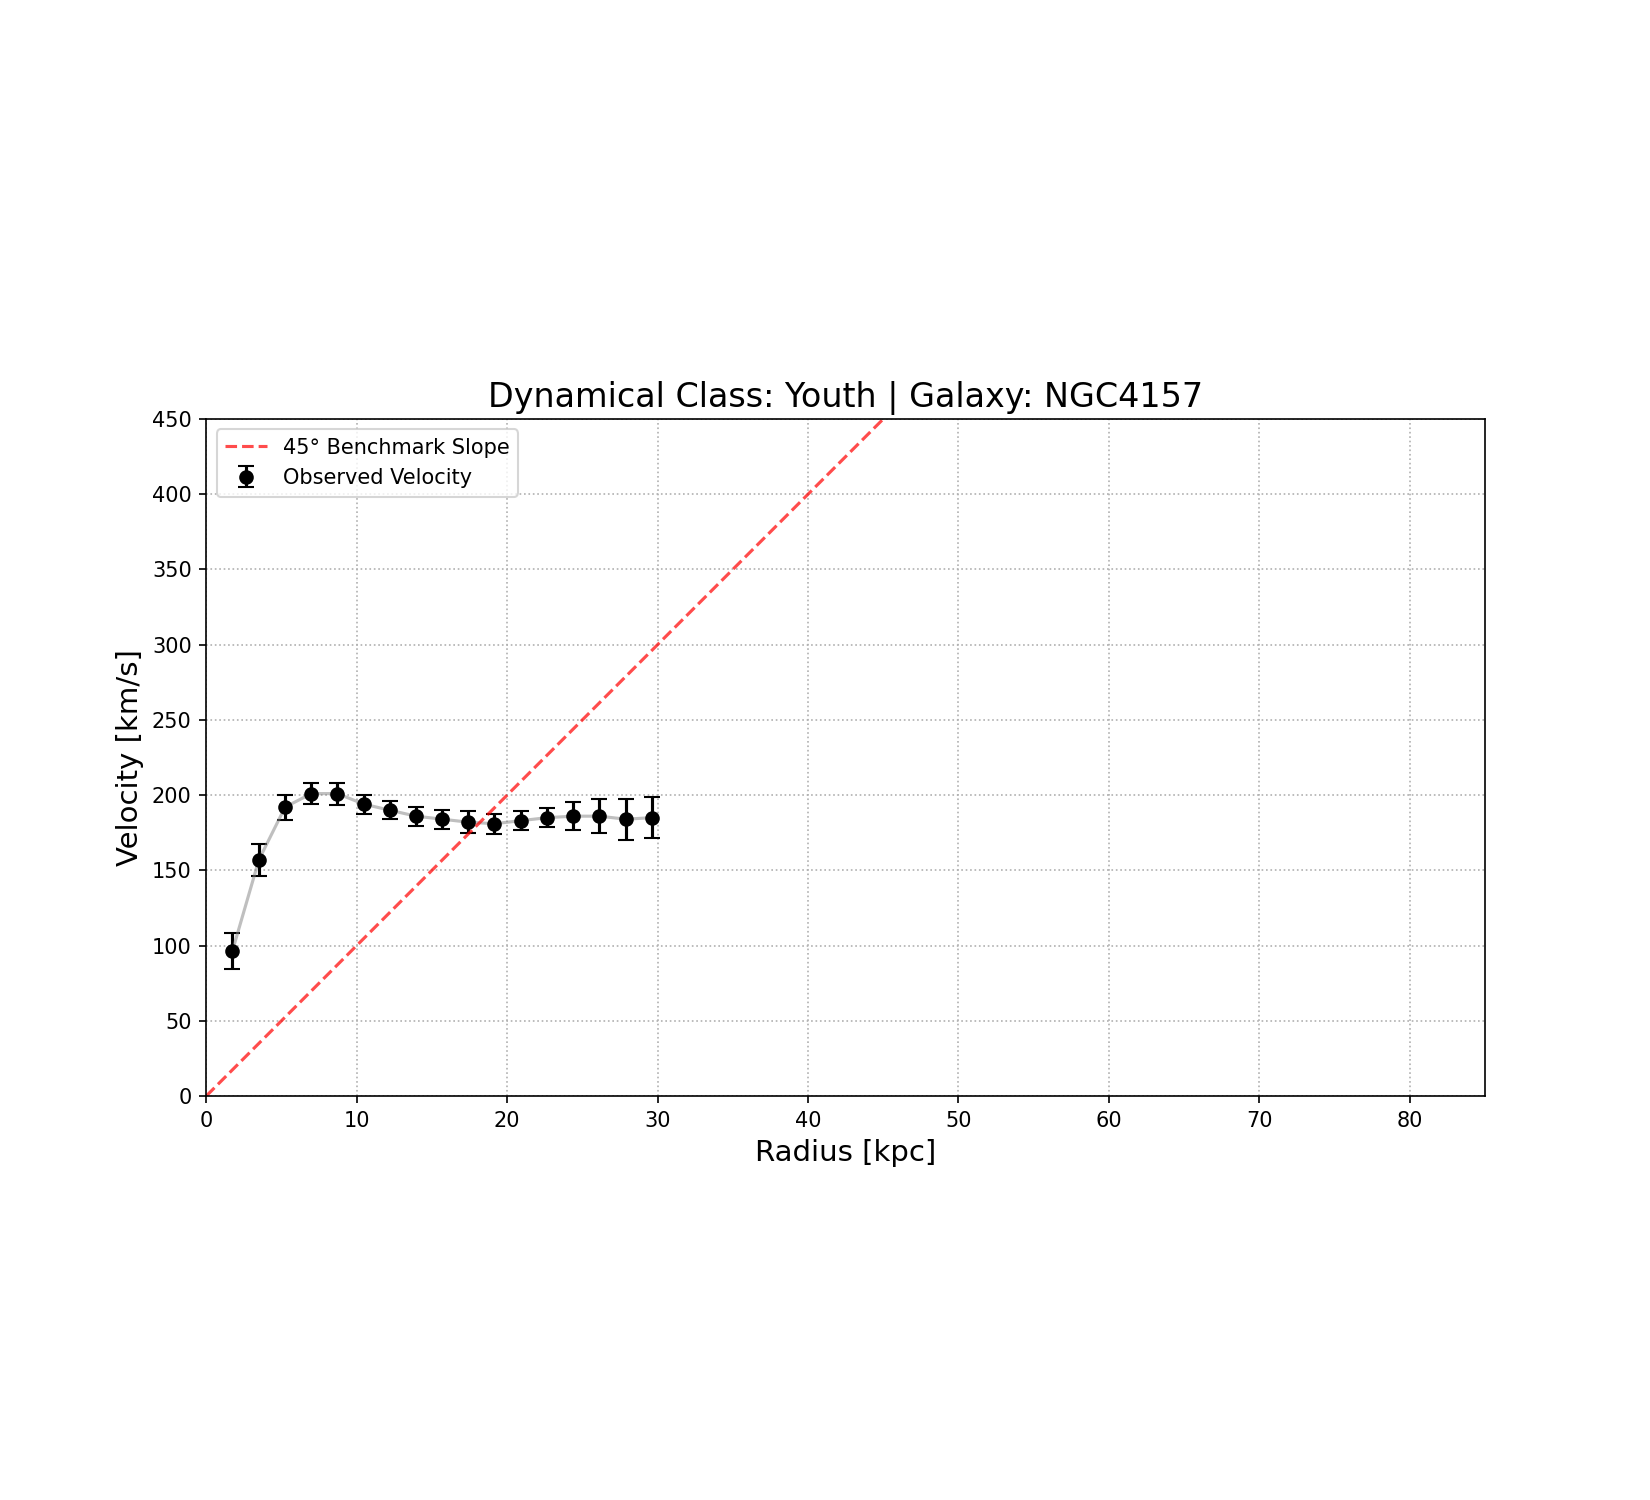 Dynamical Class: Youth | Galaxy: NGC4157
45° Benchmark Slope
Observed Velocity
Velocity [km/s]
450
400
350
300
250
200
150
100
50
0
0 10 20 30 40 50 60 70 80
Radius [kpc]